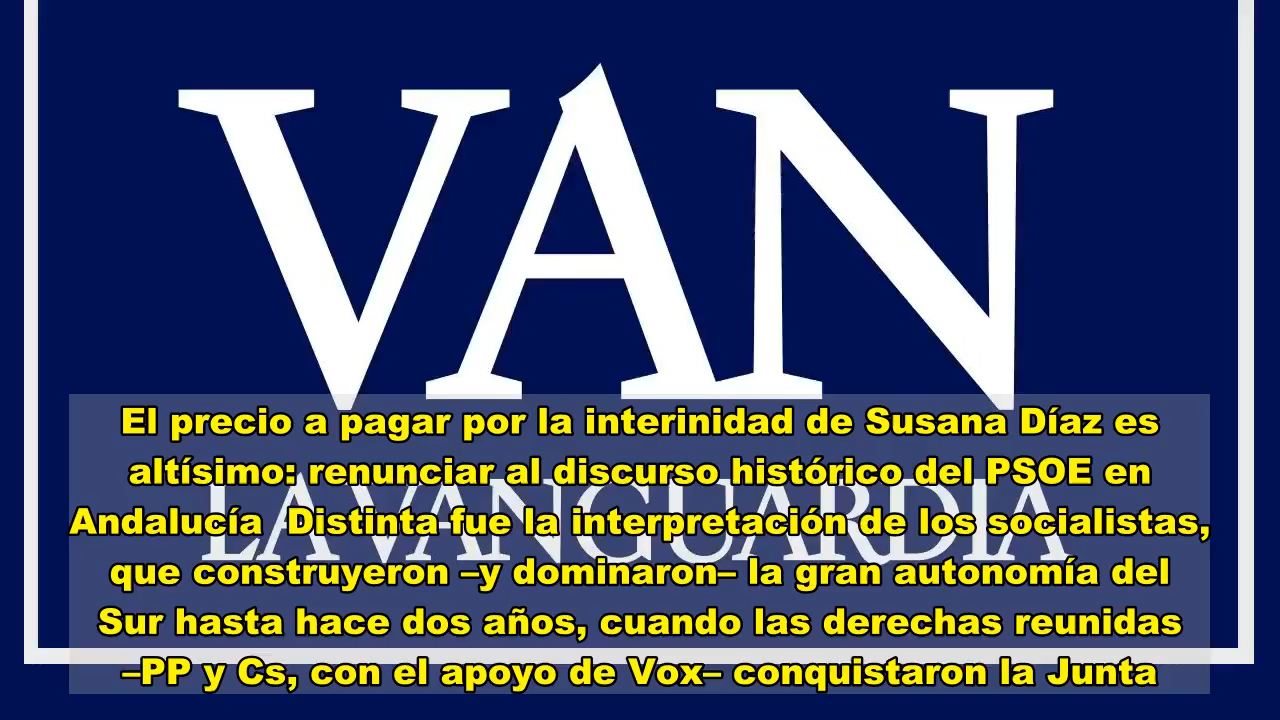 VAN
LA VANGUARDIA
El precio a pagar por la interinidad de Susana Díaz es
altísimo: renunciar al discurso histórico del PSOE en
Andalucía  Distinta fue la interpretación de los socialistas,
que construyeron –y dominaron– la gran autonomía del
Sur hasta hace dos años, cuando las derechas reunidas
–PP y Cs, con el apoyo de Vox– conquistaron la Junta